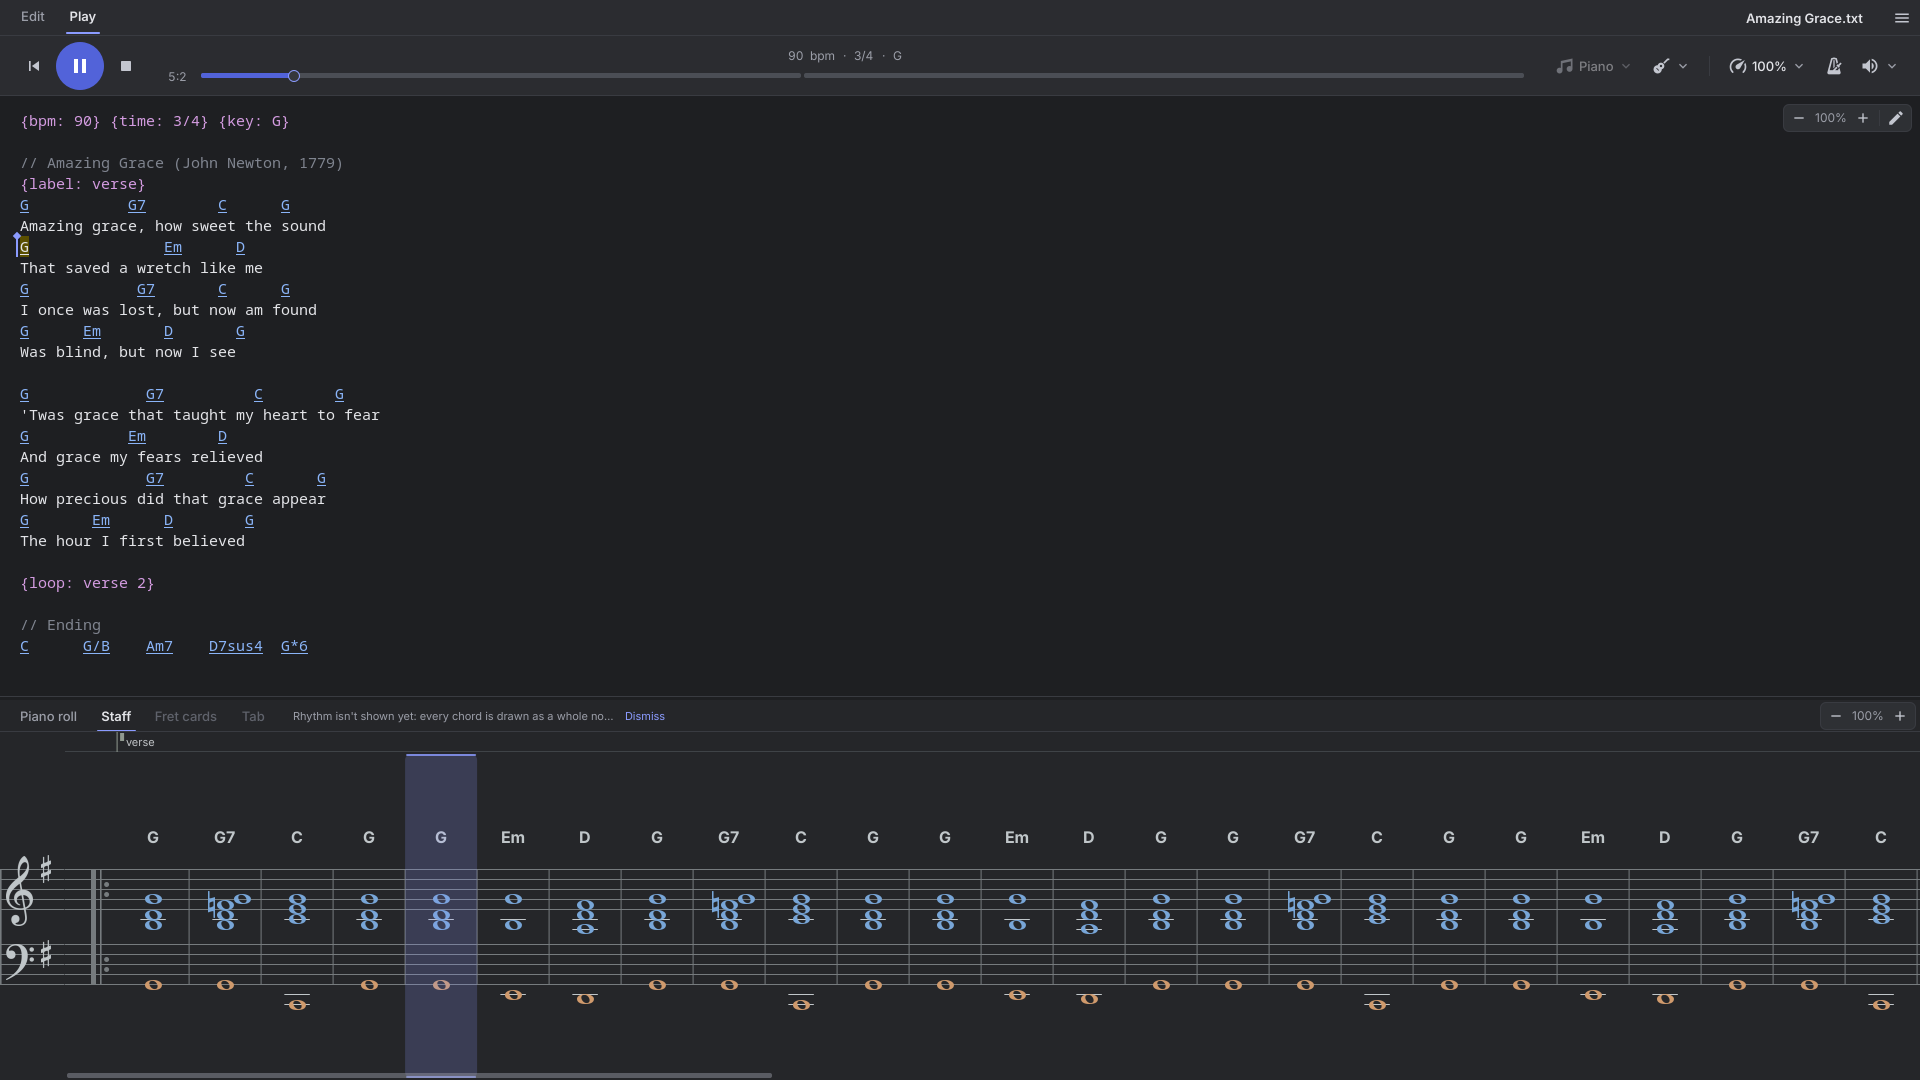 Edit Play Amazing Grace.txt
90 bpm · 3/4 · G
5:2 Piano 100%
{bpm: 90} {time: 3/4} {key: G}
100%
// Amazing Grace (John Newton, 1779)
{label: verse}
G G7 C G
Amazing grace, how sweet the sound
G Em D
That saved a wretch like me
G G7 C G
I once was lost, but now am found
G Em D G
Was blind, but now I see
G G7 C G
'Twas grace that taught my heart to fear
G Em D
And grace my fears relieved
G G7 C G
How precious did that grace appear
G Em D G
The hour I first believed
{loop: verse 2}
// Ending
C G/B Am7 D7sus4 G*6
Piano roll Staff Fret cards Tab Rhythm isn't shown yet: every chord is drawn as a whole no... Dismiss 100%
verse
G G7 C G G Em D G G7 C G G Em D G G G7 C G G Em D G G7 C